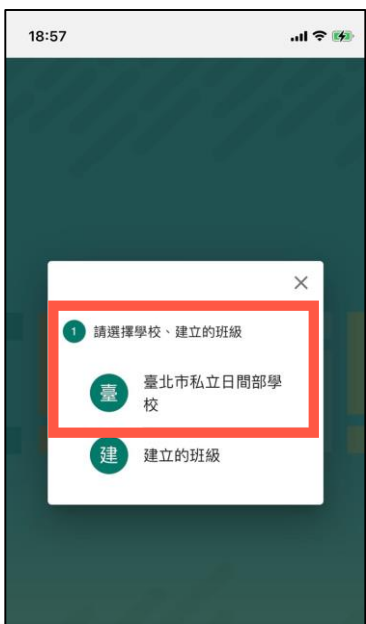 18:57
1 請選擇學校、建立的班級
臺 臺北市私立日間部學
校
建 建立的班級